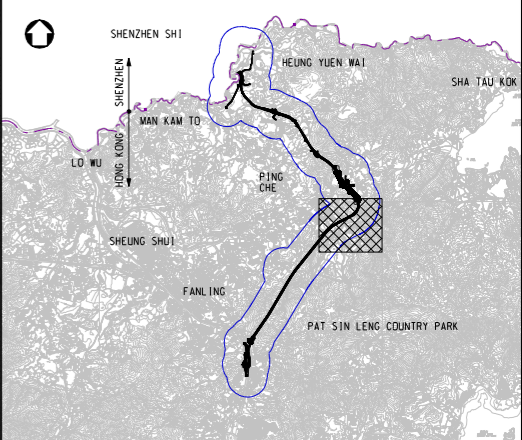 SHENZHEN SHI
HEUNG YUEN WAI
SHENZHEN
SHA TAU KOK
MAN KAM TO
HONG KONG
LO WU
PING
CHE
SHEUNG SHUI
FANLING
PAT SIN LENG COUNTRY PARK